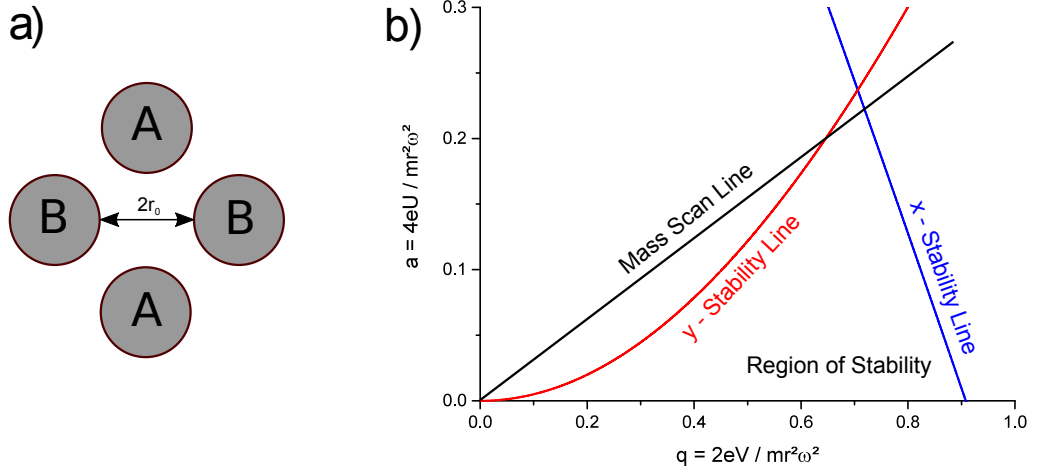 a)
A
B
2r₀
B
A
b)
a = 4eU / mr²ω²
0.3
0.2
0.1
0.0
Mass Scan Line
y - Stability Line
x - Stability Line
Region of Stability
0.0 0.2 0.4 0.6 0.8 1.0
q = 2eV / mr²ω²